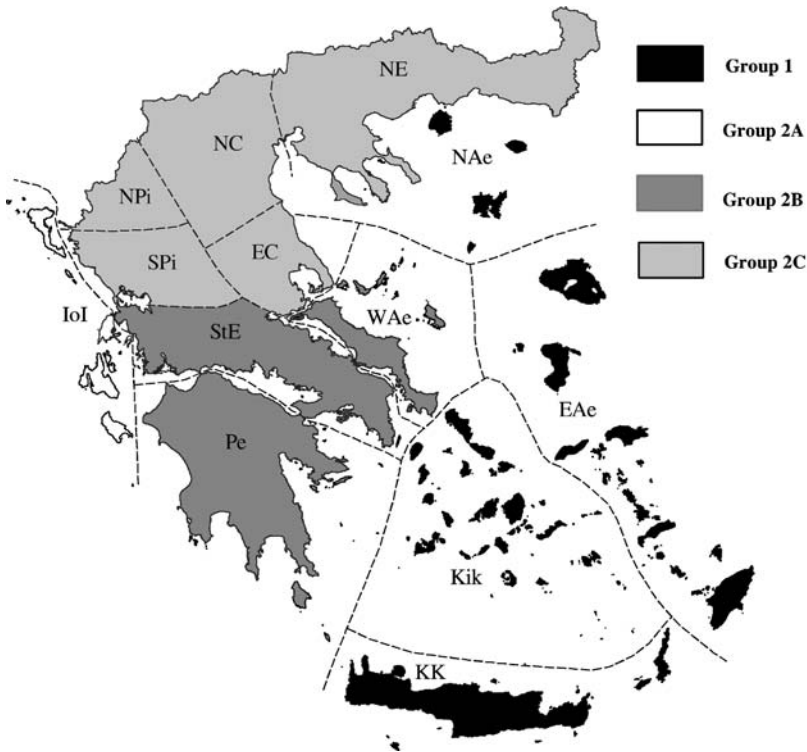 NE
Group 1
NC
NAe
Group 2A
NPi
Group 2B
SPi
EC
Group 2C
IoI
StE
WAe
EAe
Pe
Kik
KK